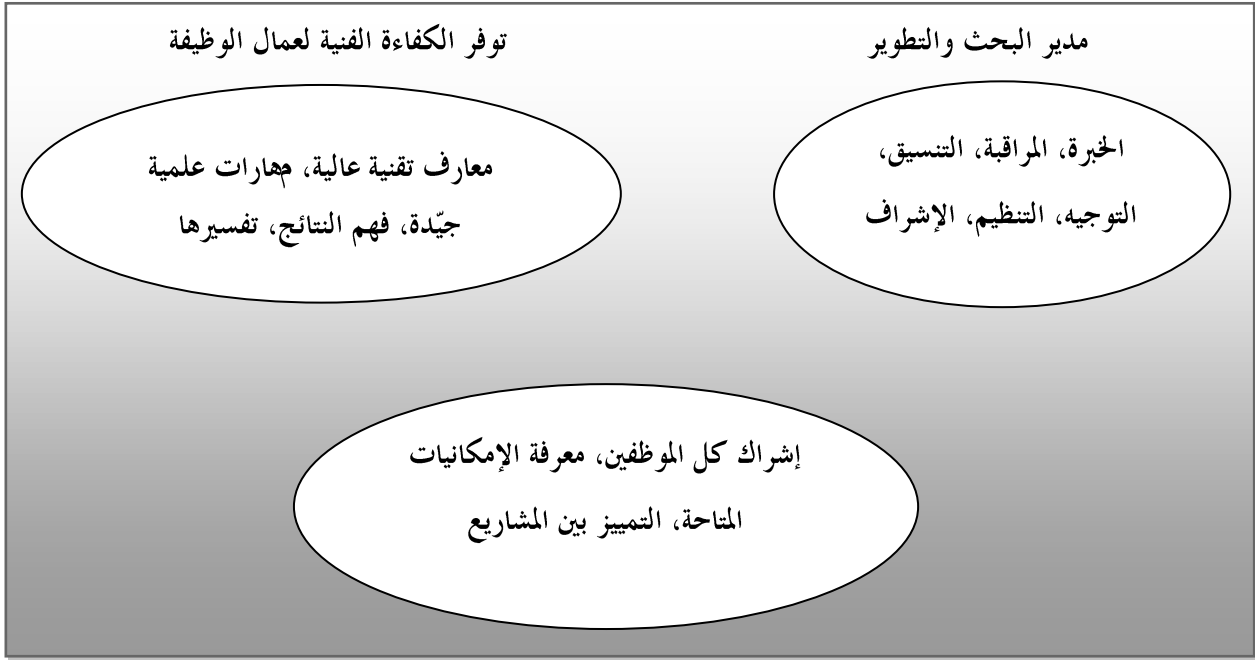 مدير البحث والتطوير
الخبرة، المراقبة، التنسيق،
التوجيه، التنظيم، الإشراف
توفر الكفاءة الفنية لعمال الوظيفة
معارف تقنية عالية، مهارات علمية
جيّدة، فهم النتائج، تفسيرها
إشراك كل الموظفين، معرفة الإمكانيات
المتاحة، التمييز بين المشاريع